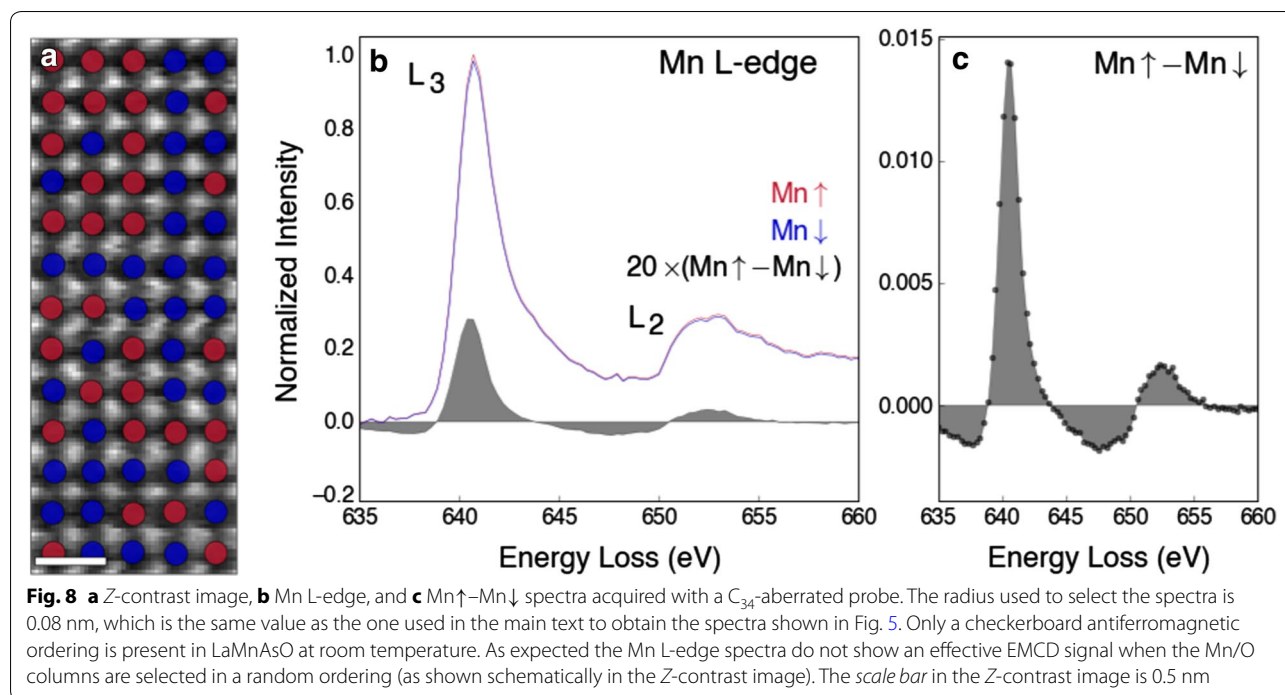 a
b
L3
Mn L-edge
1.0
0.8
0.6
0.4
0.2
0.0
−0.2
Normalized Intensity
Mn↑
Mn↓
20 ×(Mn↑−Mn↓)
L2
635 640 645 650 655 660
Energy Loss (eV)
c
Mn↑−Mn↓
0.015
0.010
0.005
0.000
635 640 645 650 655 660
Energy Loss (eV)
Fig. 8 a Z-contrast image, b Mn L-edge, and c Mn↑–Mn↓ spectra acquired with a C34-aberrated probe. The radius used to select the spectra is
0.08 nm, which is the same value as the one used in the main text to obtain the spectra shown in Fig. 5. Only a checkerboard antiferromagnetic
ordering is present in LaMnAsO at room temperature. As expected the Mn L-edge spectra do not show an effective EMCD signal when the Mn/O
columns are selected in a random ordering (as shown schematically in the Z-contrast image). The scale bar in the Z-contrast image is 0.5 nm